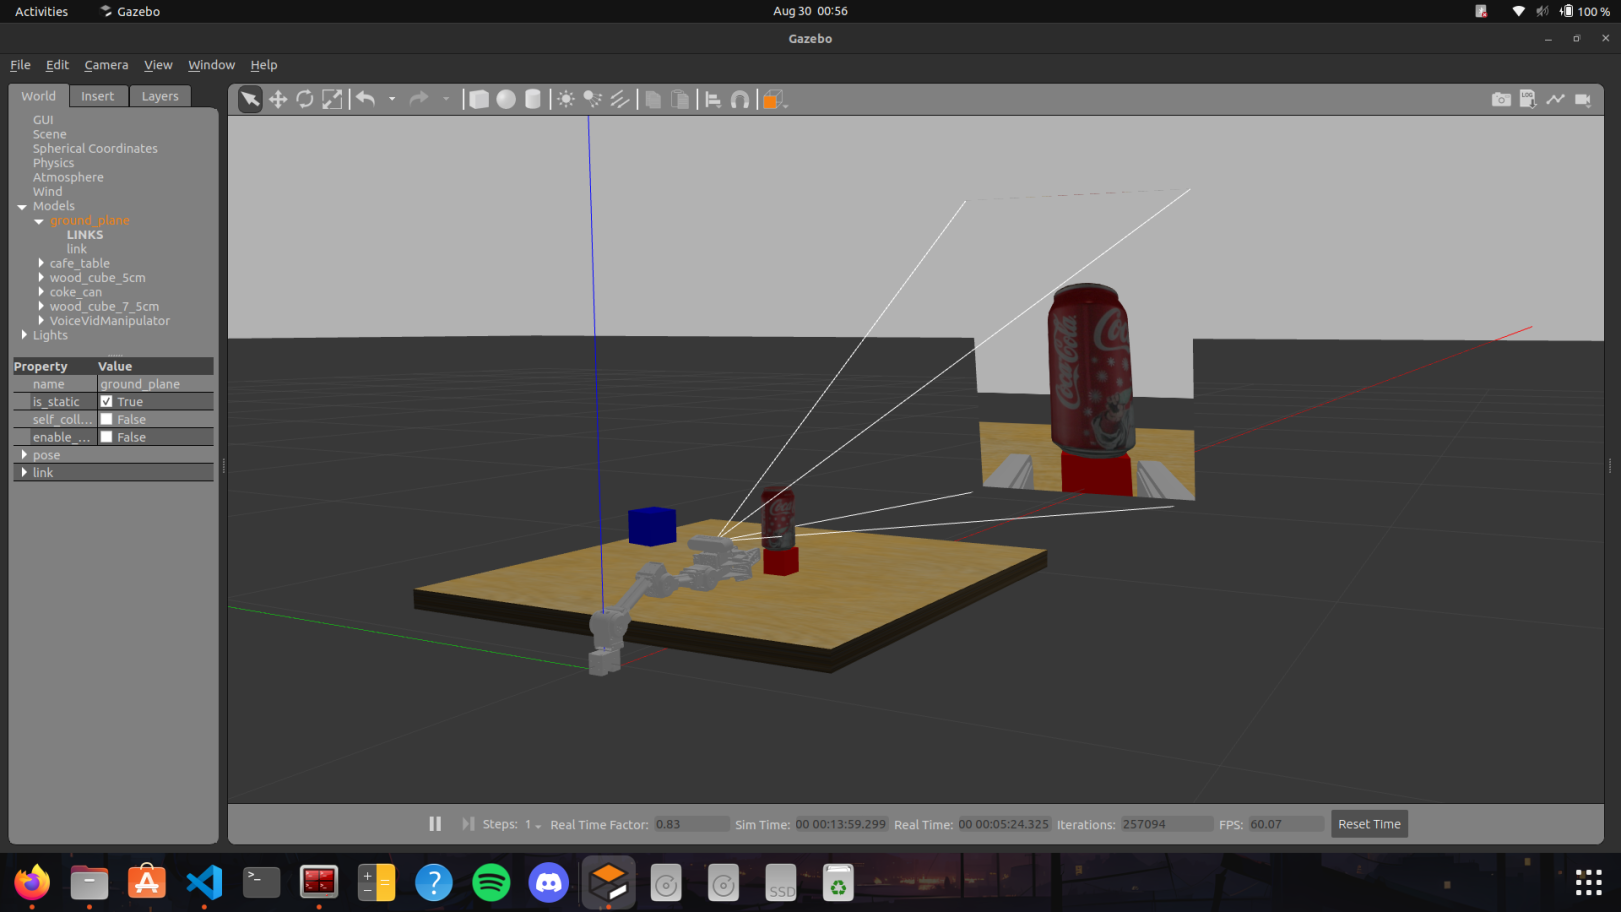 Activities
Gazebo
Aug 30 00:56
100 %
Gazebo
File Edit Camera View Window Help
World Insert Layers
LOG
GUI
Scene
Spherical Coordinates
Physics
Atmosphere
Wind
Models
ground_plane
LINKS
link
cafe_table
wood_cube_5cm
coke_can
wood_cube_7_5cm
VoiceVidManipulator
Lights
Property Value
name ground_plane
is_static True
self_coll... False
enable_... False
pose
link
Coca-Cola
Steps: 1 Real Time Factor: 0.83 Sim Time: 00 00:13:59.299 Real Time: 00 00:05:24.325 Iterations: 257094 FPS: 60.07 Reset Time
SSD